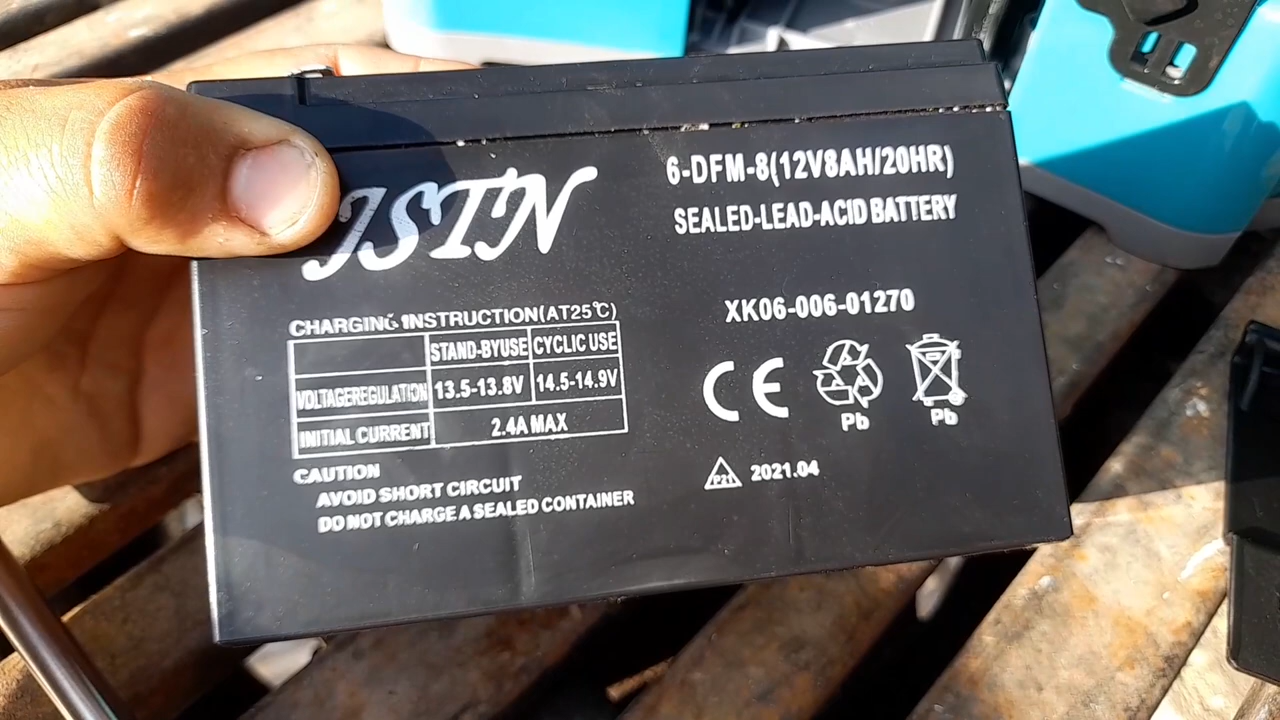 JSTN
6-DFM-8(12V8AH/20HR)
SEALED-LEAD-ACID BATTERY
XK06-006-01270
CHARGING INSTRUCTION(AT25℃)
STAND-BYUSE CYCLIC USE
VOLTAGEREGULATION 13.5-13.8V 14.5-14.9V
INITIAL CURRENT 2.4A MAX
CE
Pb Pb
CAUTION
AVOID SHORT CIRCUIT
DO NOT CHARGE A SEALED CONTAINER
P21 2021.04